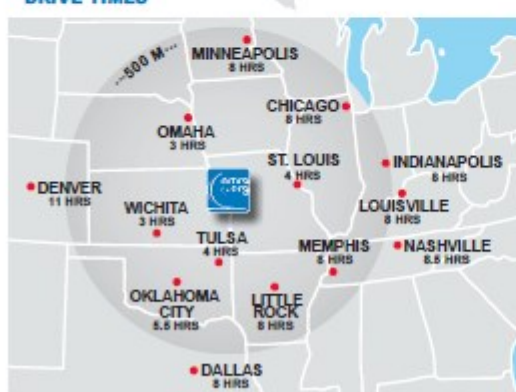 DRIVE TIMES
~500 M...
MINNEAPOLIS
8 HRS
CHICAGO
8 HRS
OMAHA
3 HRS
ST. LOUIS
4 HRS
INDIANAPOLIS
8 HRS
DENVER
11 HRS
WICHITA
3 HRS
LOUISVILLE
8 HRS
TULSA
4 HRS
MEMPHIS
8 HRS
NASHVILLE
8.5 HRS
OKLAHOMA
CITY
5.5 HRS
LITTLE
ROCK
8 HRS
DALLAS
8 HRS